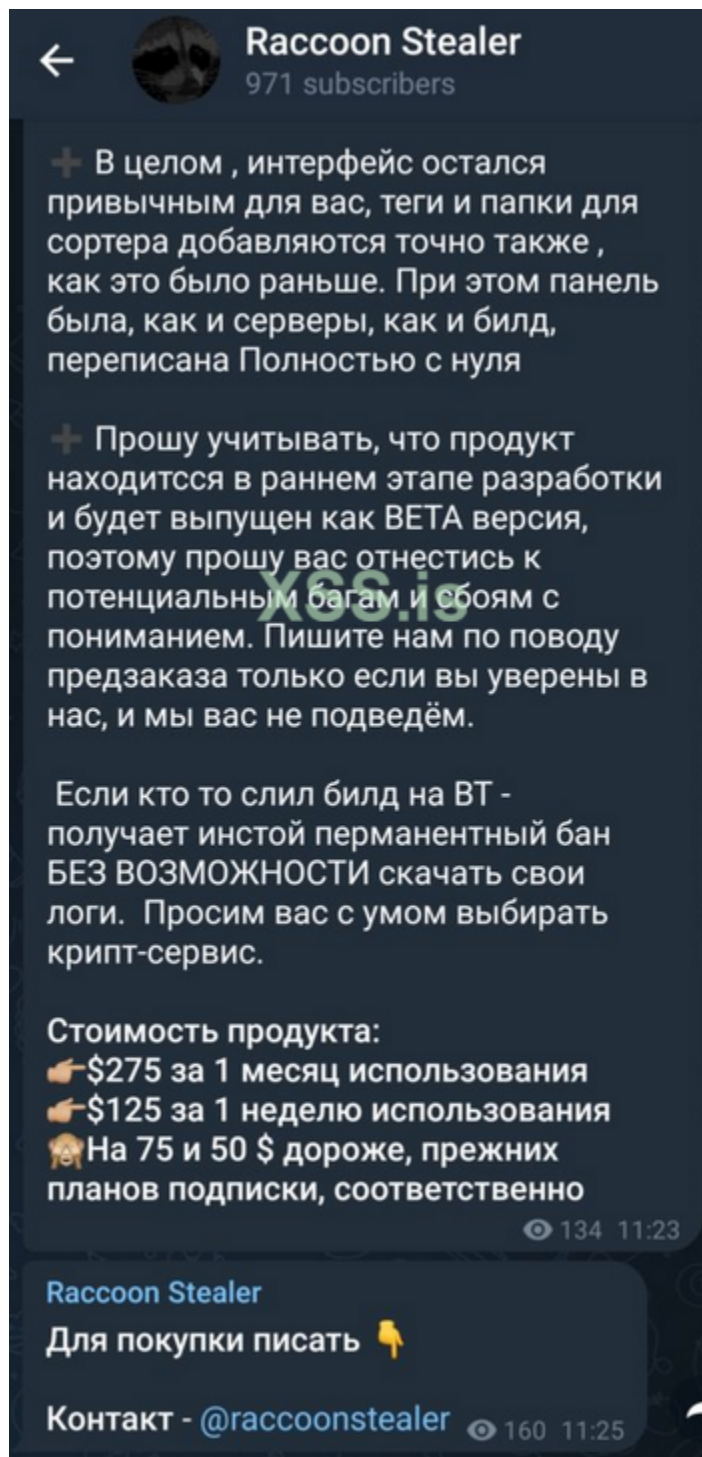 Raccoon Stealer
971 subscribers
➕ В целом , интерфейс остался
привычным для вас, теги и папки для
сортера добавляются точно также ,
как это было раньше. При этом панель
была, как и серверы, как и билд,
переписана Полностью с нуля
➕ Прошу учитывать, что продукт
находитсся в раннем этапе разработки
и будет выпущен как BETA версия,
поэтому прошу вас отнестись к
потенциальным багам и сбоям с
пониманием. Пишите нам по поводу
предзаказа только если вы уверены в
нас, и мы вас не подведём.
XSS.is
Если кто то слил билд на ВТ -
получает инстой перманентный бан
БЕЗ ВОЗМОЖНОСТИ скачать свои
логи. Просим вас с умом выбирать
крипт-сервис.
Стоимость продукта:
👉$275 за 1 месяц использования
👉$125 за 1 неделю использования
🙈На 75 и 50 $ дороже, прежних
планов подписки, соответственно
134 11:23
Raccoon Stealer
Для покупки писать 👇
Контакт - @raccoonstealer 160 11:25